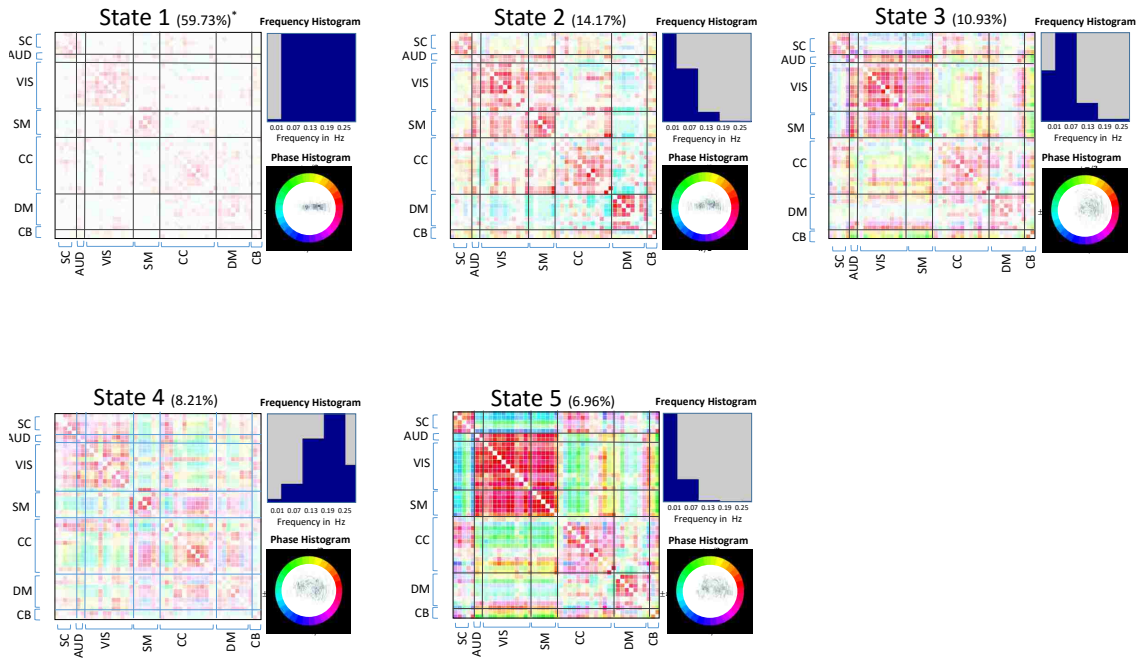 State 1 (59.73%)*
Frequency Histogram
SC
AUD
VIS
SM
CC
DM
CB
SC
AUD
VIS
SM
CC
DM
CB
0.01 0.07 0.13 0.19 0.25
Frequency in Hz
Phase Histogram
State 2 (14.17%)
Frequency Histogram
SC
AUD
VIS
SM
CC
DM
CB
SC
AUD
VIS
SM
CC
DM
CB
0.01 0.07 0.13 0.19 0.25
Frequency in Hz
Phase Histogram
±
State 3 (10.93%)
Frequency Histogram
SC
AUD
VIS
SM
CC
DM
CB
SC
AUD
VIS
SM
CC
DM
CB
0.01 0.07 0.13 0.19 0.25
Frequency in Hz
Phase Histogram
±
State 4 (8.21%)
Frequency Histogram
SC
AUD
VIS
SM
CC
DM
CB
SC
AUD
VIS
SM
CC
DM
CB
0.01 0.07 0.13 0.19 0.25
Frequency in Hz
Phase Histogram
±
State 5 (6.96%)
Frequency Histogram
SC
AUD
VIS
SM
CC
DM
CB
SC
AUD
VIS
SM
CC
DM
CB
0.01 0.07 0.13 0.19 0.25
Frequency in Hz
Phase Histogram
±